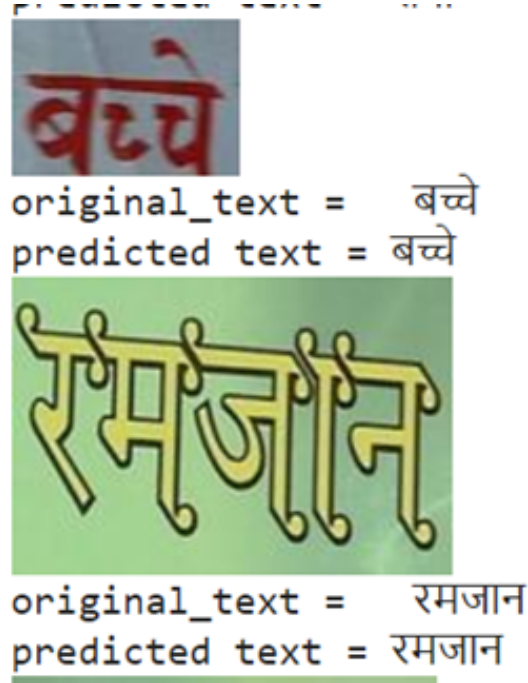 बच्चे
original_text = बच्चे
predicted text = बच्चे
रमजान
original_text = रमजान
predicted text = रमजान